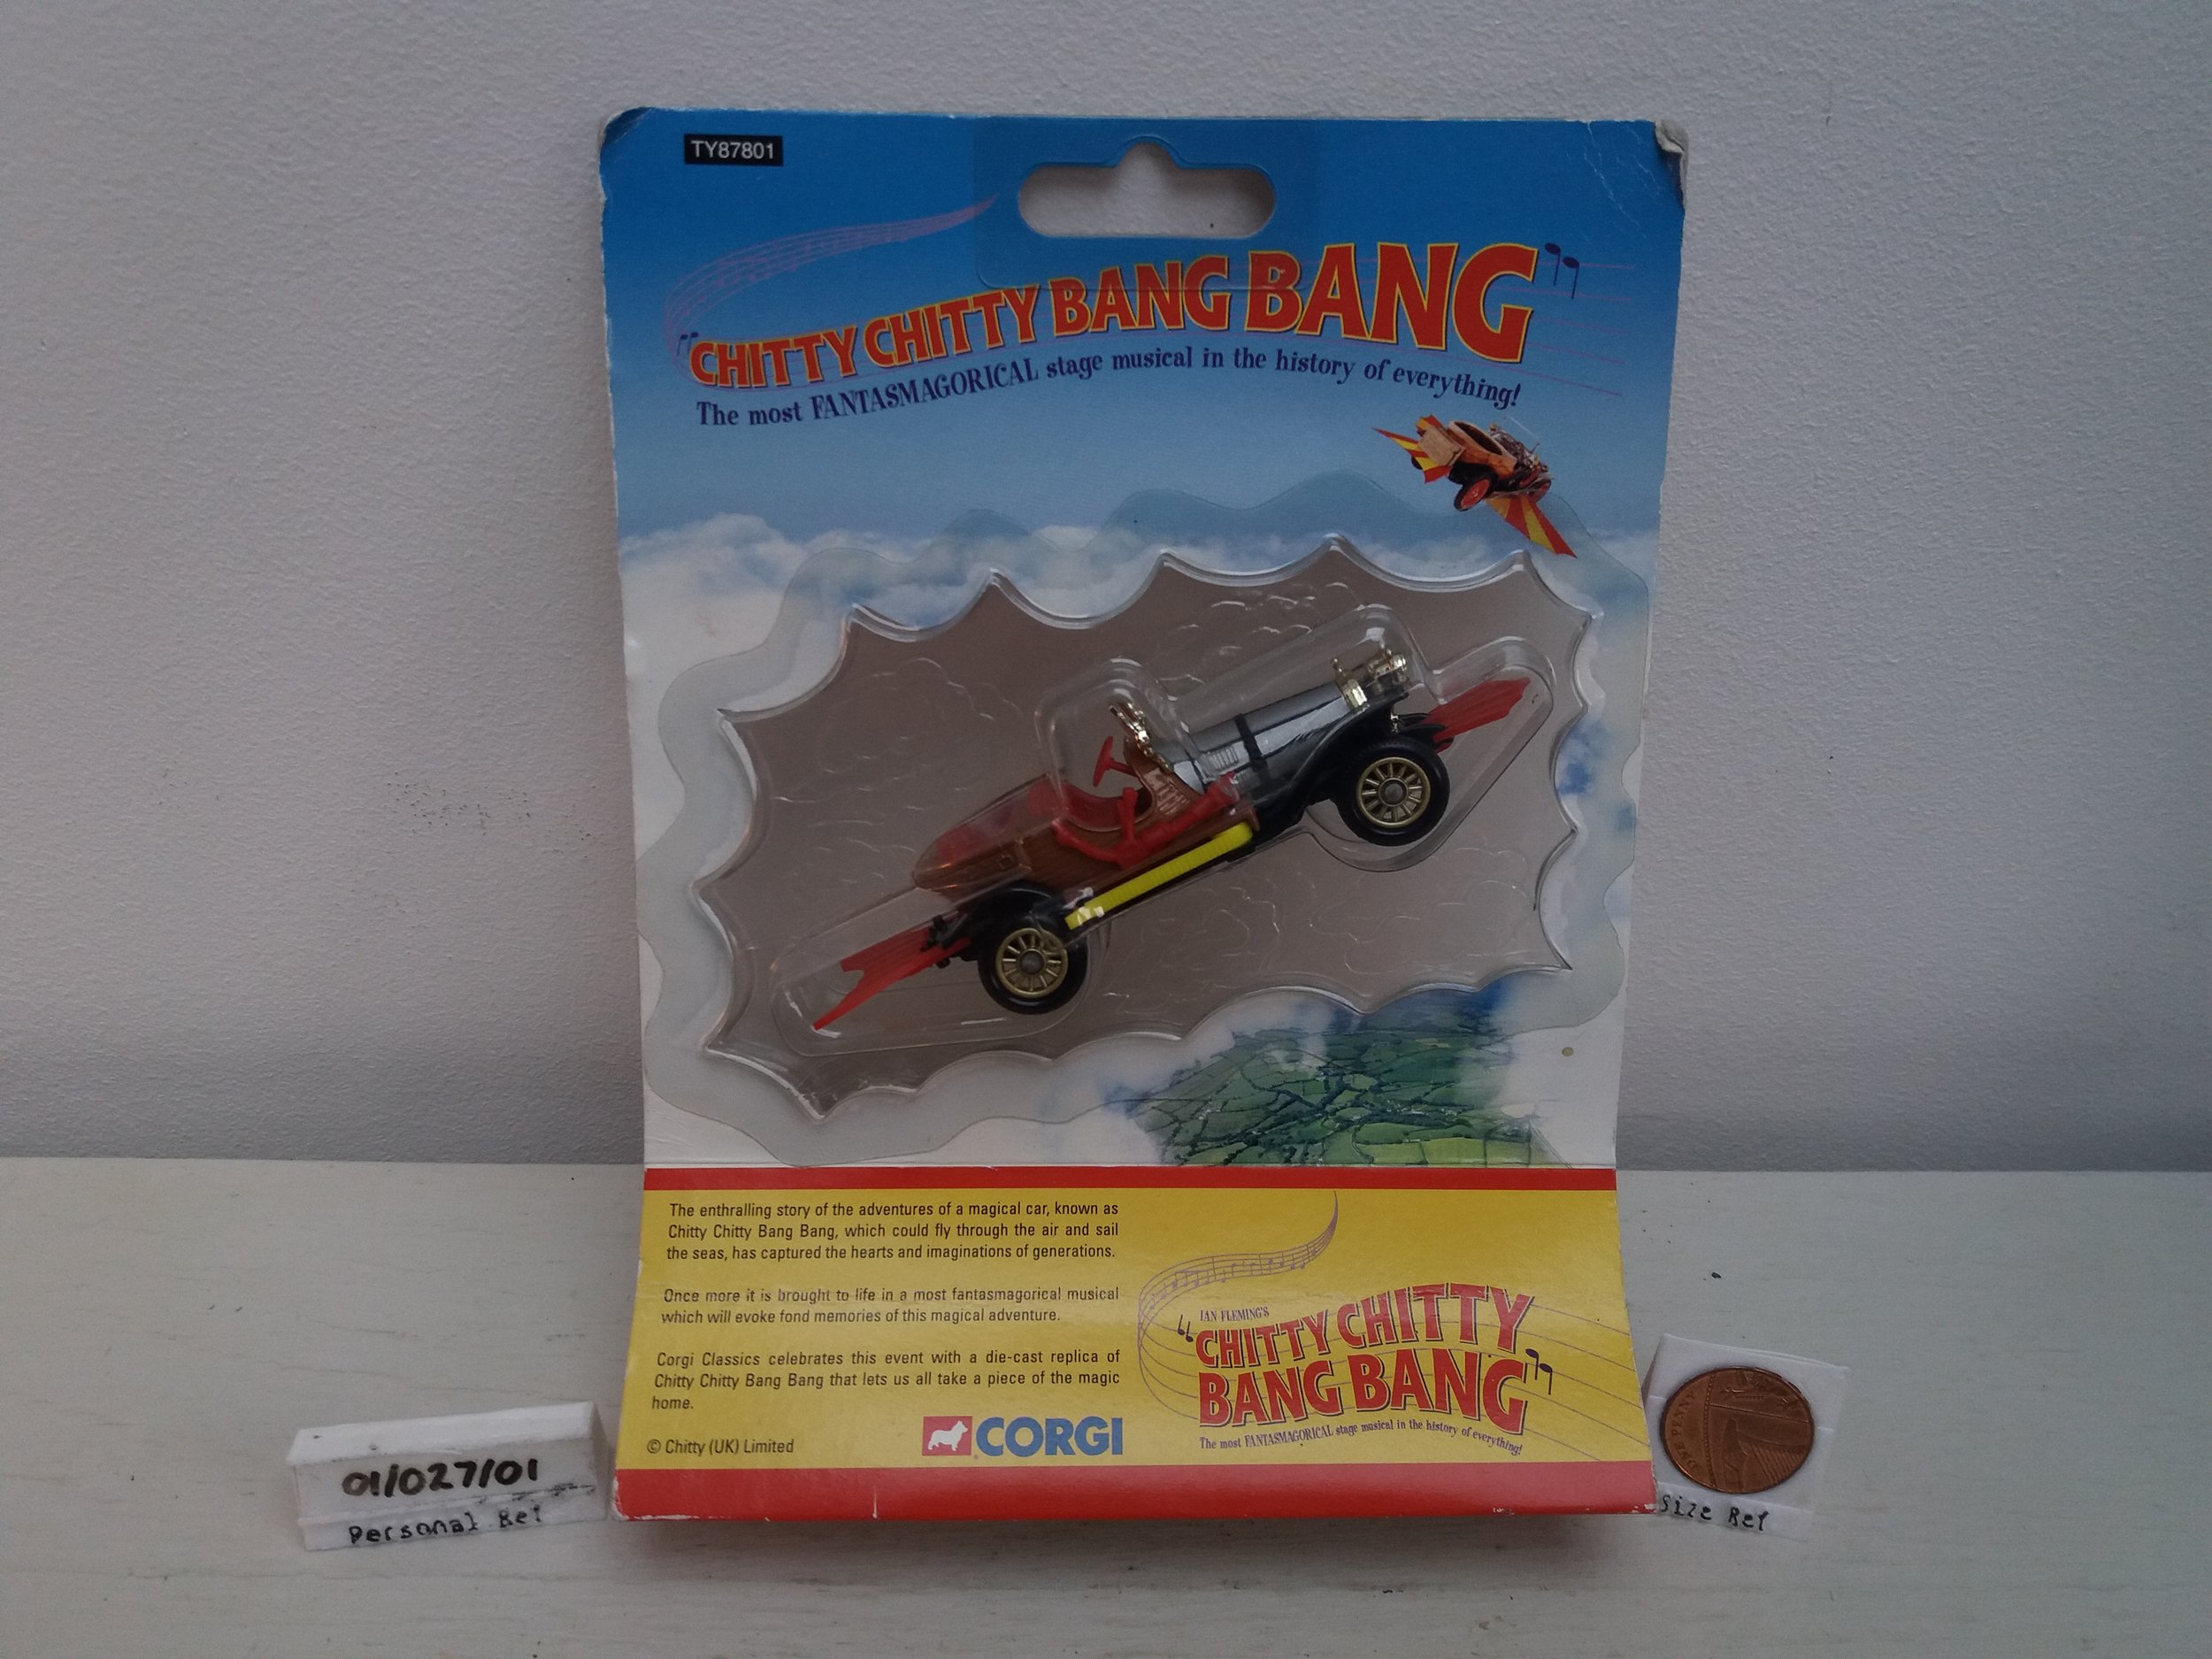 TY87801
CHITTY CHITTY BANG BANG
The most FANTASMAGORICAL stage musical in the history of everything!
The enthralling story of the adventures of a magical car, known as
Chitty Chitty Bang Bang, which could fly through the air and sail
the seas, has captured the hearts and imaginations of generations.
Once more it is brought to life in a most fantasmagorical musical
which will evoke fond memories of this magical adventure.
Corgi Classics celebrates this event with a die-cast replica of
Chitty Chitty Bang Bang that lets us all take a piece of the magic
home.
© Chitty (UK) Limited
CORGI
IAN FLEMING'S
CHITTY CHITTY
BANG BANG
The most FANTASMAGORICAL stage musical in the history of everything!
01/027/01
Personal Ref
ONE PENNY
Size Ref